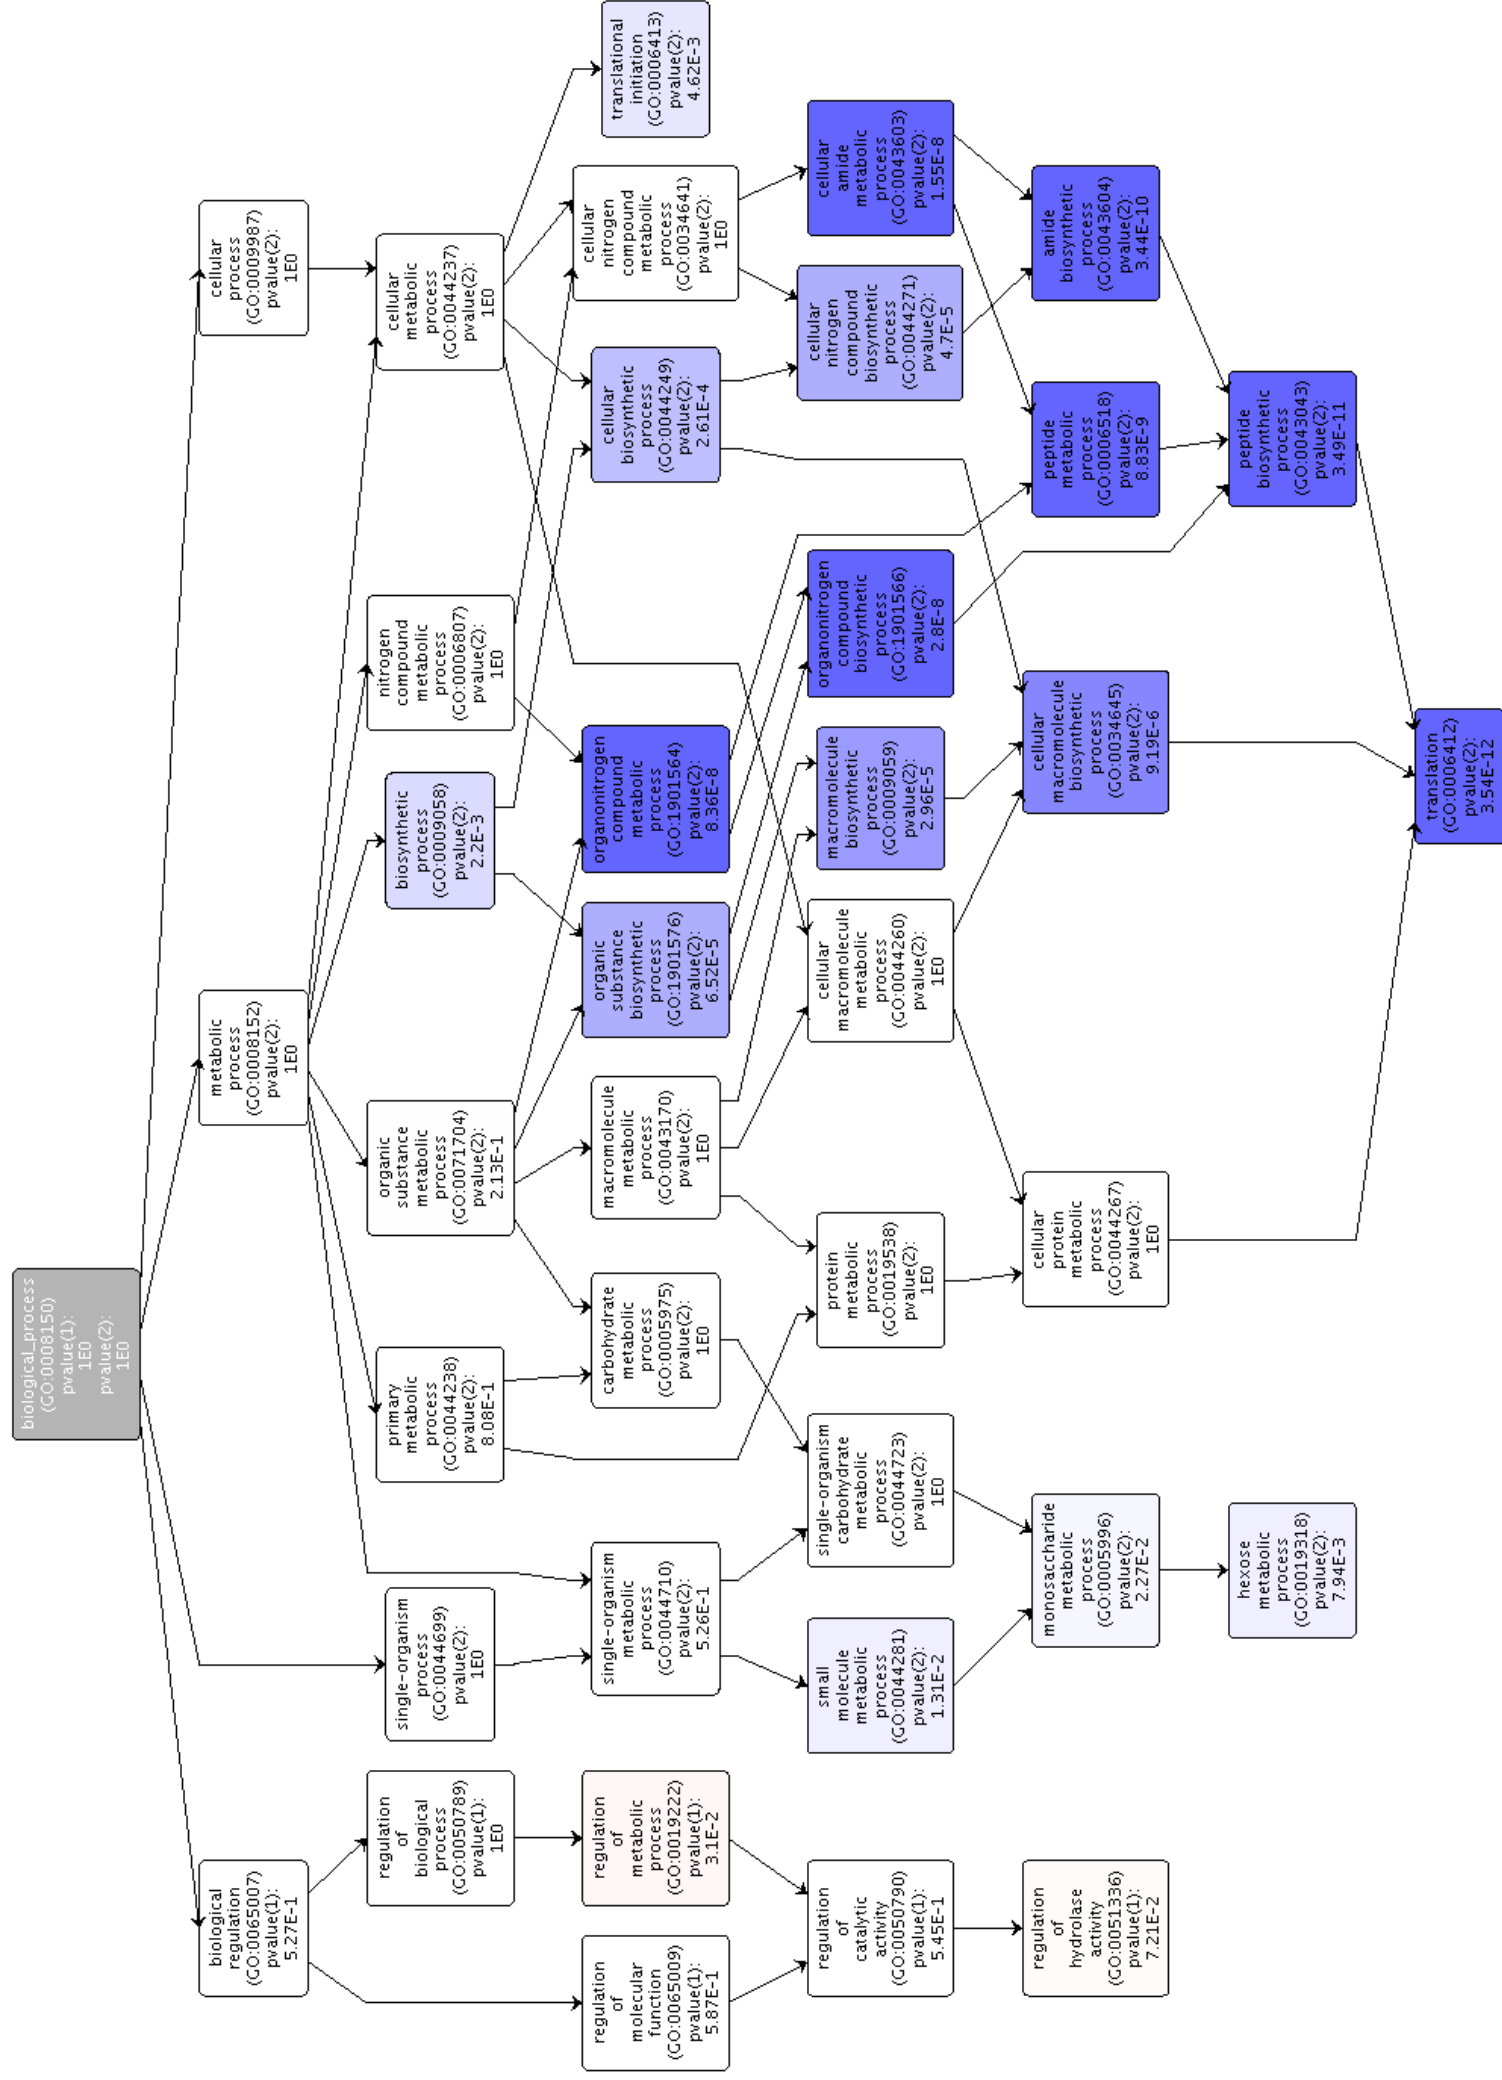 biological_process
(GO:0008150)
pvalue(1):
1E0
pvalue(2):
1E0
cellular
process
(GO:0009987)
pvalue(2):
1E0
metabolic
process
(GO:0008152)
pvalue(2):
1E0
biological
regulation
(GO:0065007)
pvalue(1):
5.27E-1
cellular
metabolic
process
(GO:0044237)
pvalue(2):
1E0
nitrogen
compound
metabolic
process
(GO:0006807)
pvalue(2):
1E0
biosynthetic
process
(GO:0009058)
pvalue(2):
2.2E-3
organic
substance
metabolic
process
(GO:0071704)
pvalue(2):
2.13E-1
primary
metabolic
process
(GO:0044238)
pvalue(2):
8.08E-1
single-organism
process
(GO:0044699)
pvalue(2):
1E0
regulation
of
biological
process
(GO:0050789)
pvalue(1):
1E0
translational
initiation
(GO:0006413)
pvalue(2):
4.62E-3
cellular
nitrogen
compound
metabolic
process
(GO:0034641)
pvalue(2):
1E0
cellular
biosynthetic
process
(GO:0044249)
pvalue(2):
2.61E-4
organonitrogen
compound
metabolic
process
(GO:1901564)
pvalue(2):
8.36E-8
organic
substance
biosynthetic
process
(GO:1901576)
pvalue(2):
6.52E-5
macromolecule
metabolic
process
(GO:0043170)
pvalue(2):
1E0
carbohydrate
metabolic
process
(GO:0005975)
pvalue(2):
1E0
single-organism
metabolic
process
(GO:0044710)
pvalue(2):
5.26E-1
regulation
of
metabolic
process
(GO:0019222)
pvalue(1):
3.1E-2
regulation
of
molecular
function
(GO:0065009)
pvalue(1):
5.87E-1
cellular
amide
metabolic
process
(GO:0043603)
pvalue(2):
1.55E-8
cellular
nitrogen
compound
biosynthetic
process
(GO:0044271)
pvalue(2):
4.7E-5
organonitrogen
compound
biosynthetic
process
(GO:1901566)
pvalue(2):
2.8E-8
macromolecule
biosynthetic
process
(GO:0009059)
pvalue(2):
2.96E-5
cellular
macromolecule
metabolic
process
(GO:0044260)
pvalue(2):
1E0
protein
metabolic
process
(GO:0019538)
pvalue(2):
1E0
single-organism
carbohydrate
metabolic
process
(GO:0044723)
pvalue(2):
1E0
small
molecule
metabolic
process
(GO:0044281)
pvalue(2):
1.31E-2
regulation
of
catalytic
activity
(GO:0050790)
pvalue(1):
5.45E-1
amide
biosynthetic
process
(GO:0043604)
pvalue(2):
3.44E-10
peptide
metabolic
process
(GO:0006518)
pvalue(2):
8.83E-9
cellular
macromolecule
biosynthetic
process
(GO:0034645)
pvalue(2):
9.19E-6
cellular
protein
metabolic
process
(GO:0044267)
pvalue(2):
1E0
monosaccharide
metabolic
process
(GO:0005996)
pvalue(2):
2.27E-2
regulation
of
hydrolase
activity
(GO:0051336)
pvalue(1):
7.21E-2
peptide
biosynthetic
process
(GO:0043043)
pvalue(2):
3.49E-11
hexose
metabolic
process
(GO:0019318)
pvalue(2):
7.94E-3
translation
(GO:0006412)
pvalue(2):
3.54E-12